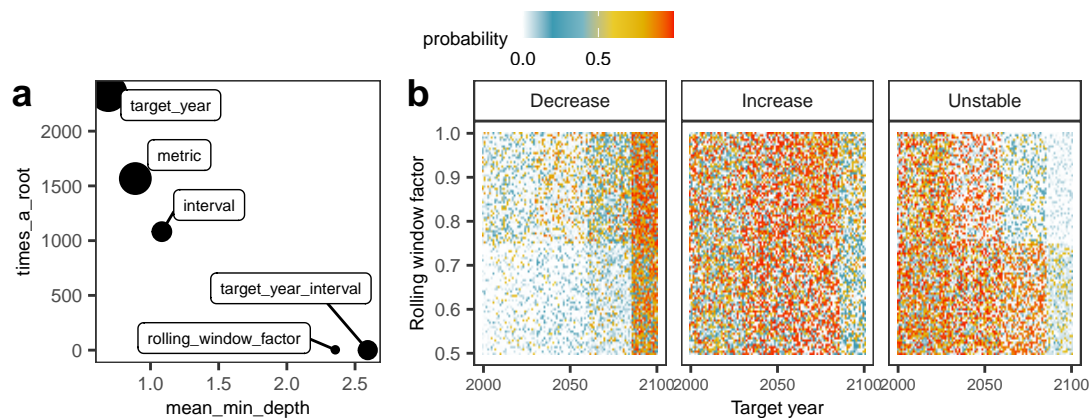 probability
0.0 0.5
a
target_year
metric
interval
target_year_interval
rolling_window_factor
2000
1500
1000
500
0
times_a_root
1.0 1.5 2.0 2.5
mean_min_depth
b
Decrease Increase Unstable
1.0
0.9
0.8
0.7
0.6
0.5
Rolling window factor
2000 2050 2100 2000 2050 2100 2000 2050 2100
Target year